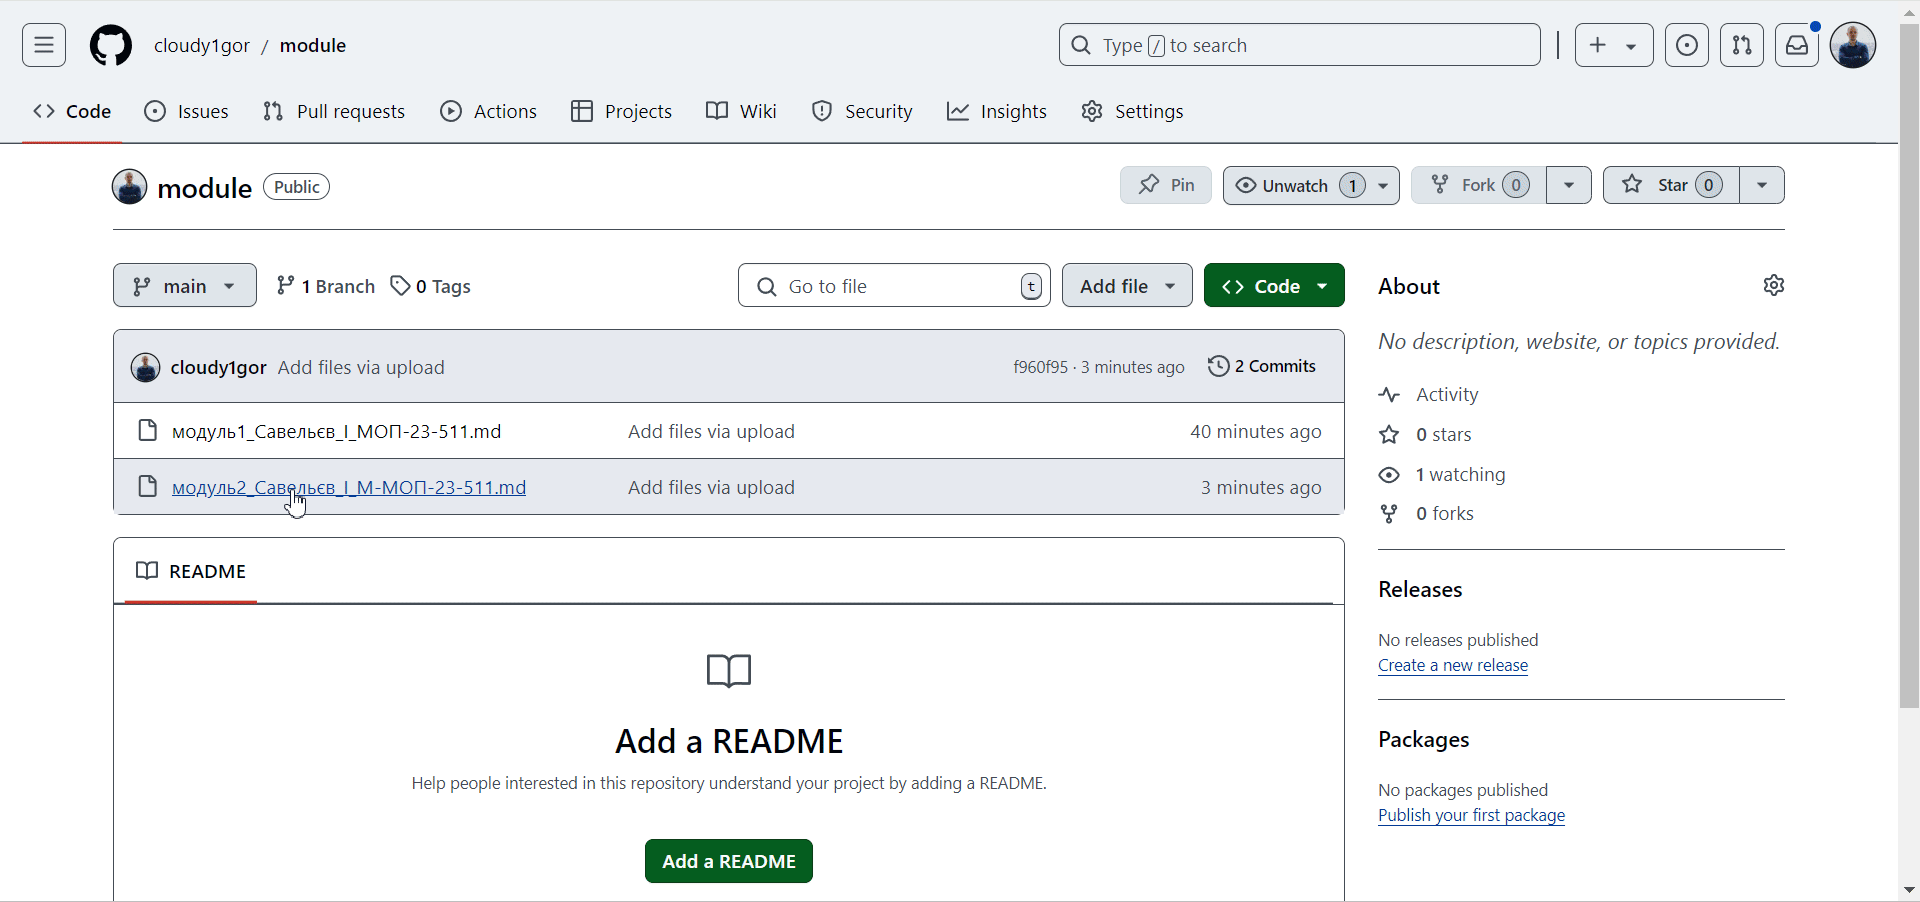 cloudy1gor / module
Type / to search
Code Issues Pull requests Actions Projects Wiki Security Insights Settings
module Public
Pin Unwatch 1 Fork 0 Star 0
main 1 Branch 0 Tags
Go to file t
Add file Code
cloudy1gor Add files via upload f960f95 · 3 minutes ago 2 Commits
модуль1_Савельєв_І_МОП-23-511.md Add files via upload 40 minutes ago
модуль2_Савельєв_І_М-МОП-23-511.md Add files via upload 3 minutes ago
README
Add a README
Help people interested in this repository understand your project by adding a README.
Add a README
About
No description, website, or topics provided.
Activity
0 stars
1 watching
0 forks
Releases
No releases published
Create a new release
Packages
No packages published
Publish your first package